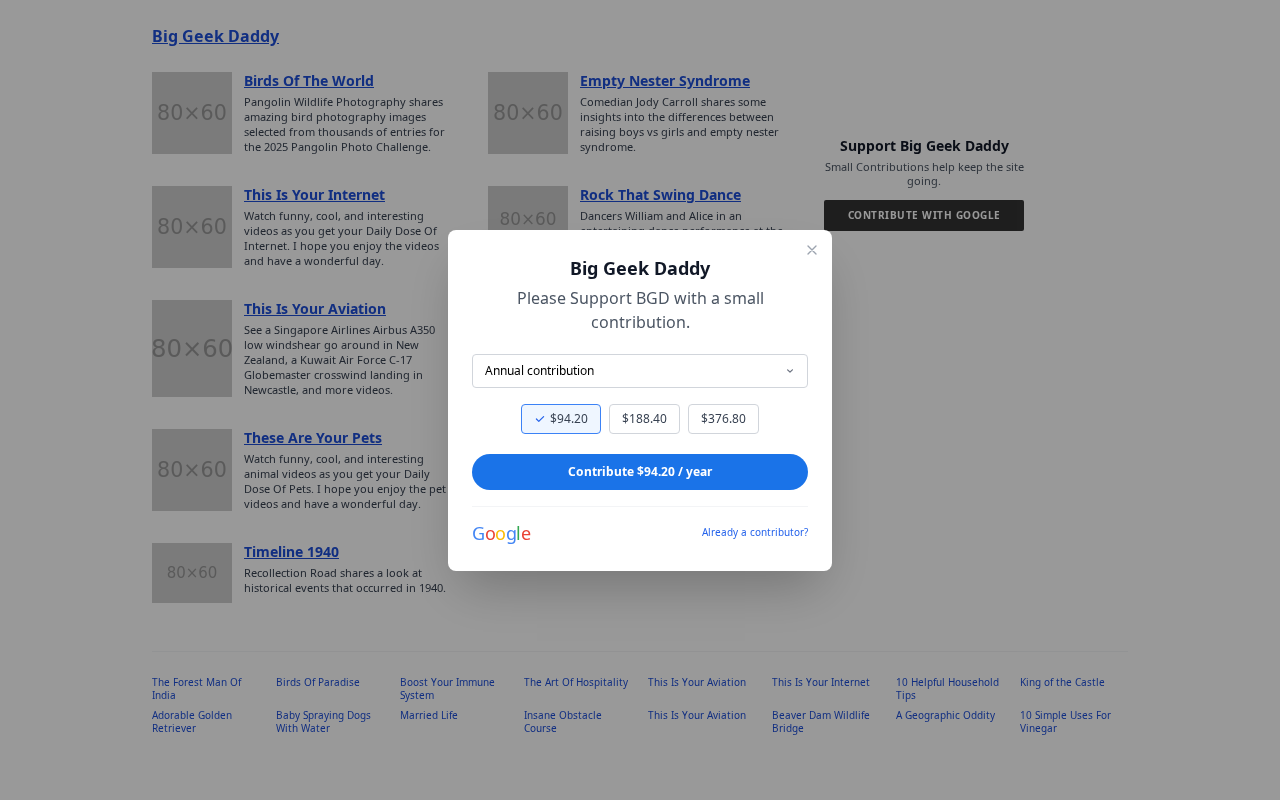 Big Geek Daddy
80×60
Birds Of The World
Pangolin Wildlife Photography shares
amazing bird photography images
selected from thousands of entries for
the 2025 Pangolin Photo Challenge.
80×60
Empty Nester Syndrome
Comedian Jody Carroll shares some
insights into the differences between
raising boys vs girls and empty nester
syndrome.
80×60
This Is Your Internet
Watch funny, cool, and interesting
videos as you get your Daily Dose Of
Internet. I hope you enjoy the videos
and have a wonderful day.
80×60
Rock That Swing Dance
Dancers William and Alice in an
80×60
This Is Your Aviation
See a Singapore Airlines Airbus A350
low windshear go around in New
Zealand, a Kuwait Air Force C-17
Globemaster crosswind landing in
Newcastle, and more videos.
80×60
These Are Your Pets
Watch funny, cool, and interesting
animal videos as you get your Daily
Dose Of Pets. I hope you enjoy the pet
videos and have a wonderful day.
80×60
Timeline 1940
Recollection Road shares a look at
historical events that occurred in 1940.
Support Big Geek Daddy
Small Contributions help keep the site
going.
CONTRIBUTE WITH GOOGLE
Big Geek Daddy
Please Support BGD with a small
contribution.
Annual contribution
$94.20
$188.40
$376.80
Contribute $94.20 / year
Google
Already a contributor?
The Forest Man Of
India
Birds Of Paradise
Boost Your Immune
System
The Art Of Hospitality
This Is Your Aviation
This Is Your Internet
10 Helpful Household
Tips
King of the Castle
Adorable Golden
Retriever
Baby Spraying Dogs
With Water
Married Life
Insane Obstacle
Course
This Is Your Aviation
Beaver Dam Wildlife
Bridge
A Geographic Oddity
10 Simple Uses For
Vinegar